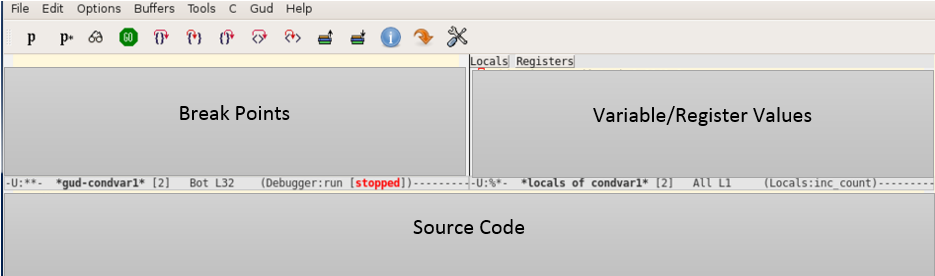 File Edit Options Buffers Tools C Gud Help
p p* GO i
Locals Registers
Break Points
Variable/Register Values
-U:**- *gud-condvar1* [2] Bot L32 (Debugger:run [stopped])----------
-U:%*- *locals of condvar1* [2] All L1 (Locals:inc_count)---------
Source Code